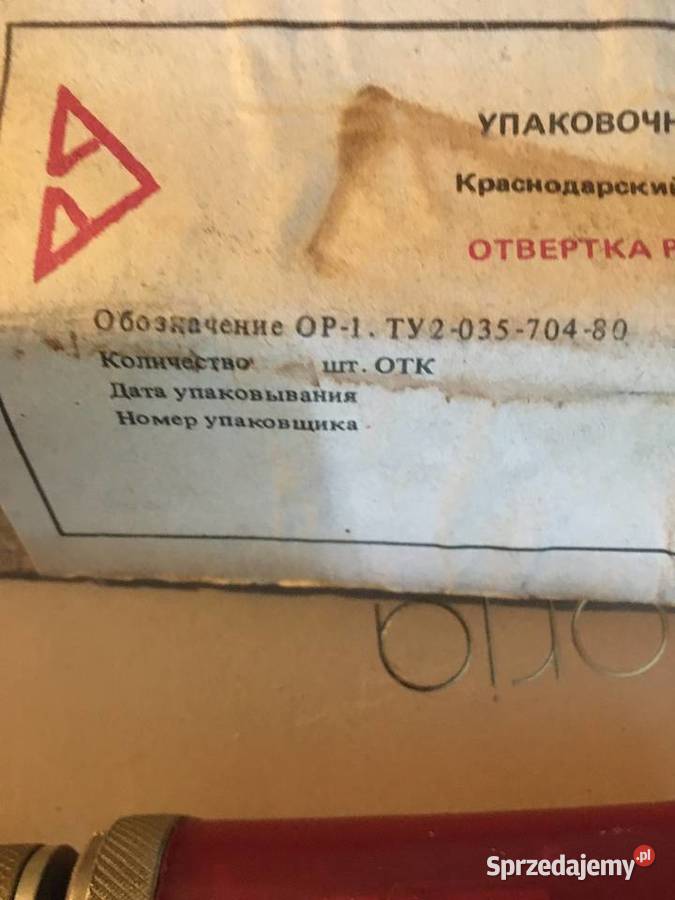 УПАКОВОЧН
Краснодарский
ОТВЕРТКА Р
Обозначение ОР-1. ТУ2-035-704-80
Количество шт. ОТК
Дата упаковывания
Номер упаковщика
Sprzedajemy.pl